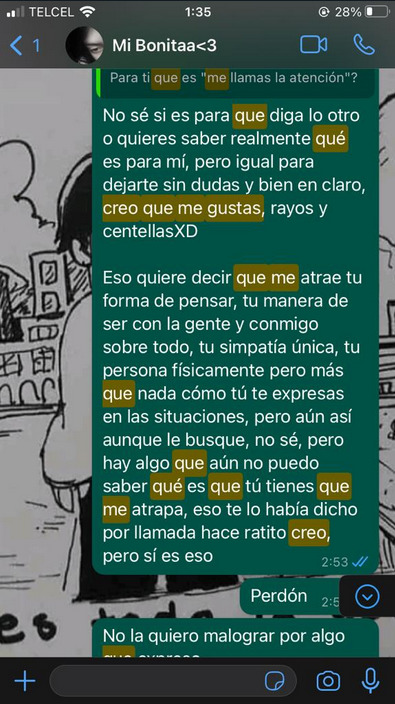 TELCEL 1:35 28%
1 Mi Bonitaa<3
Para ti que es "me llamas la atención"?
No sé si es para que diga lo otro
o quieres saber realmente qué
es para mí, pero igual para
dejarte sin dudas y bien en claro,
creo que me gustas, rayos y
centellasXD
Eso quiere decir que me atrae tu
forma de pensar, tu manera de
ser con la gente y conmigo
sobre todo, tu simpatía única, tu
persona físicamente pero más
que nada cómo tú te expresas
en las situaciones, pero aún así
aunque le busque, no sé, pero
hay algo que aún no puedo
saber qué es que tú tienes que
me atrapa, eso te lo había dicho
por llamada hace ratito creo,
pero sí es eso
2:53
Perdón
No la quiero malograr por algo
que